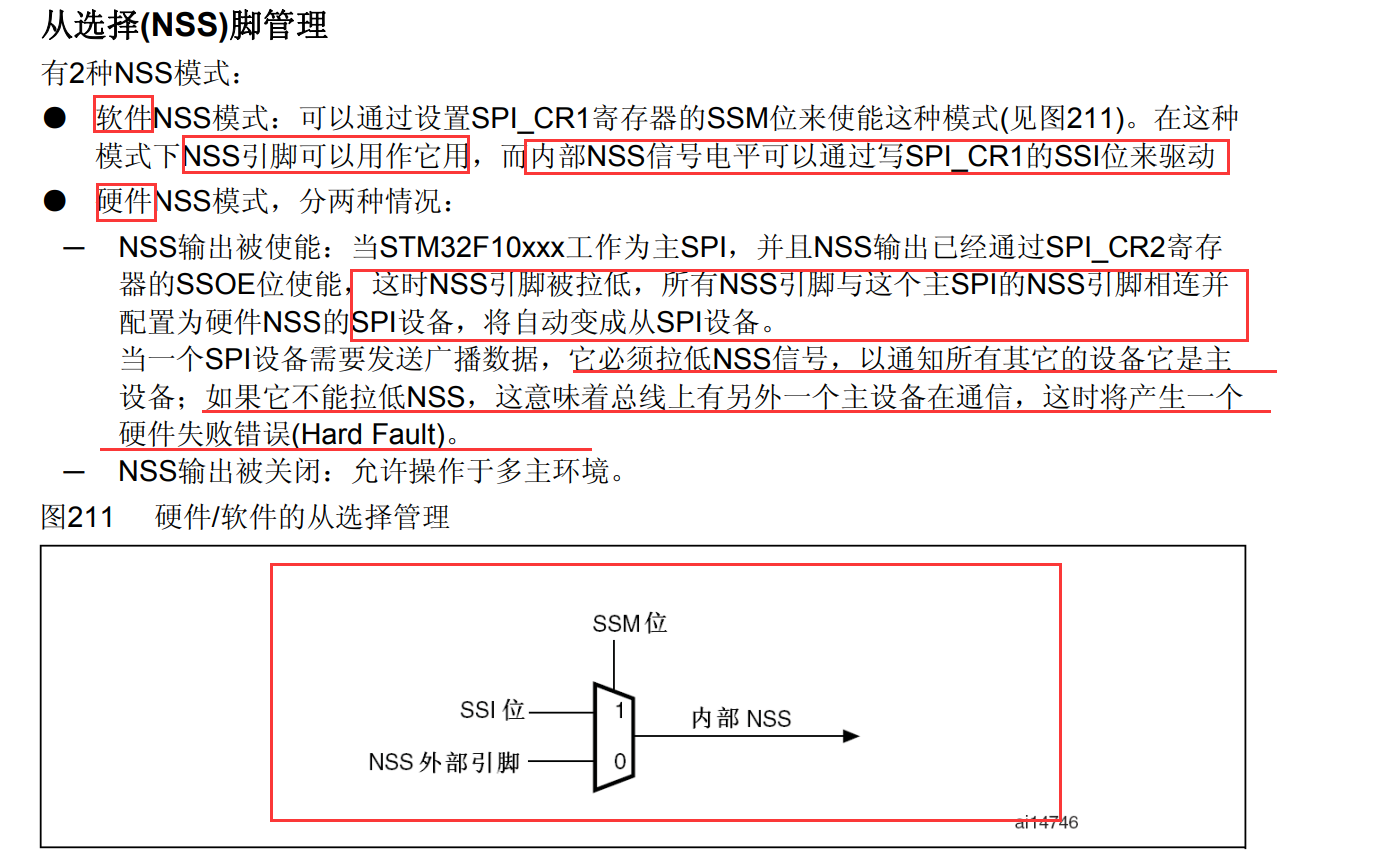 从选择(NSS)脚管理
有2种NSS模式：
● 软件NSS模式：可以通过设置SPI_CR1寄存器的SSM位来使能这种模式(见图211)。在这种
模式下NSS引脚可以用作它用，而内部NSS信号电平可以通过写SPI_CR1的SSI位来驱动
● 硬件NSS模式，分两种情况：
─ NSS输出被使能：当STM32F10xxx工作为主SPI，并且NSS输出已经通过SPI_CR2寄存
器的SSOE位使能，这时NSS引脚被拉低，所有NSS引脚与这个主SPI的NSS引脚相连并
配置为硬件NSS的SPI设备，将自动变成从SPI设备。
当一个SPI设备需要发送广播数据，它必须拉低NSS信号，以通知所有其它的设备它是主
设备；如果它不能拉低NSS，这意味着总线上有另外一个主设备在通信，这时将产生一个
硬件失败错误(Hard Fault)。
─ NSS输出被关闭：允许操作于多主环境。
图211 硬件/软件的从选择管理
SSM 位
SSI 位
1
内部 NSS
NSS 外部引脚
0
ai14746